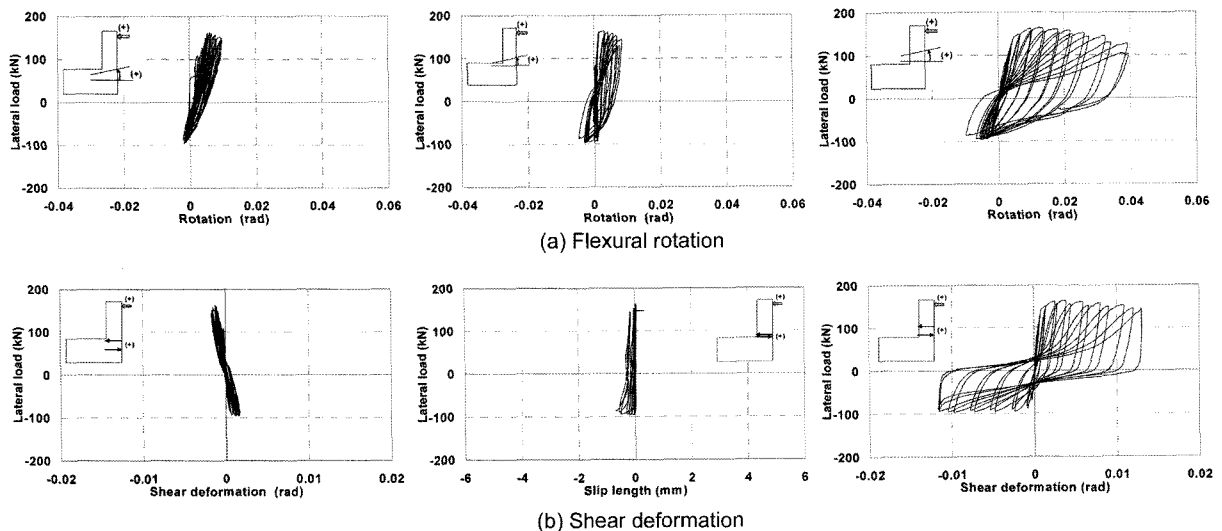 (+)
(+)
Lateral load (kN)
200
100
0
-100
-200
-0.04 -0.02 0 0.02 0.04 0.06
Rotation (rad)
(+)
(+)
Lateral load (kN)
200
100
0
-100
-200
-0.04 -0.02 0 0.02 0.04 0.06
Rotation (rad)
(+)
(+)
Lateral load (kN)
200
100
0
-100
-200
-0.04 -0.02 0 0.02 0.04 0.06
Rotation (rad)
(a) Flexural rotation
(+)
(+)
Lateral load (kN)
200
100
0
-100
-200
-0.02 -0.01 0 0.01 0.02
Shear deformation (rad)
(+)
(+)
Lateral load (kN)
200
100
0
-100
-200
-6 -4 -2 0 2 4 6
Slip length (mm)
(+)
(+)
Lateral load (kN)
200
100
0
-100
-200
-0.02 -0.01 0 0.01 0.02
Shear deformation (rad)
(b) Shear deformation